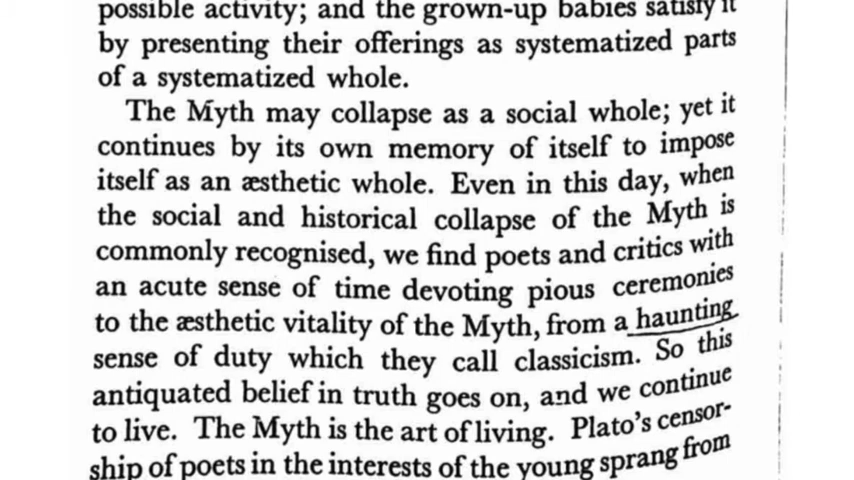 possible activity; and the grown-up babies satisfy it
by presenting their offerings as systematized parts
of a systematized whole.
The Myth may collapse as a social whole; yet it
continues by its own memory of itself to impose
itself as an æsthetic whole. Even in this day, when
the social and historical collapse of the Myth is
commonly recognised, we find poets and critics with
an acute sense of time devoting pious ceremonies
to the æsthetic vitality of the Myth, from a haunting
sense of duty which they call classicism. So this
antiquated belief in truth goes on, and we continue
to live. The Myth is the art of living. Plato's censor-
ship of poets in the interests of the young sprang from